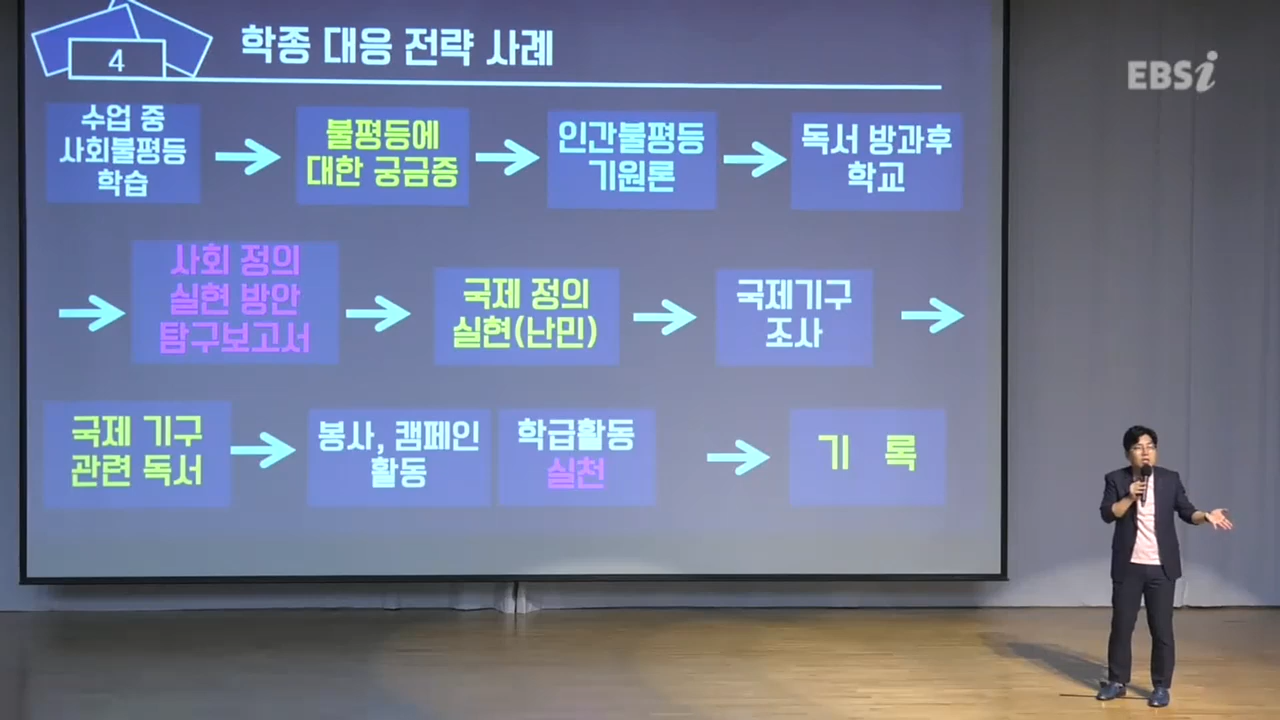 4
학종 대응 전략 사례
EBSi
수업 중
사회불평등
학습
불평등에
대한 궁금증
인간불평등
기원론
독서 방과후
학교
사회 정의
실현 방안
탐구보고서
국제 정의
실현(난민)
국제기구
조사
국제 기구
관련 독서
봉사, 캠페인
활동
학급활동
실천
기 록